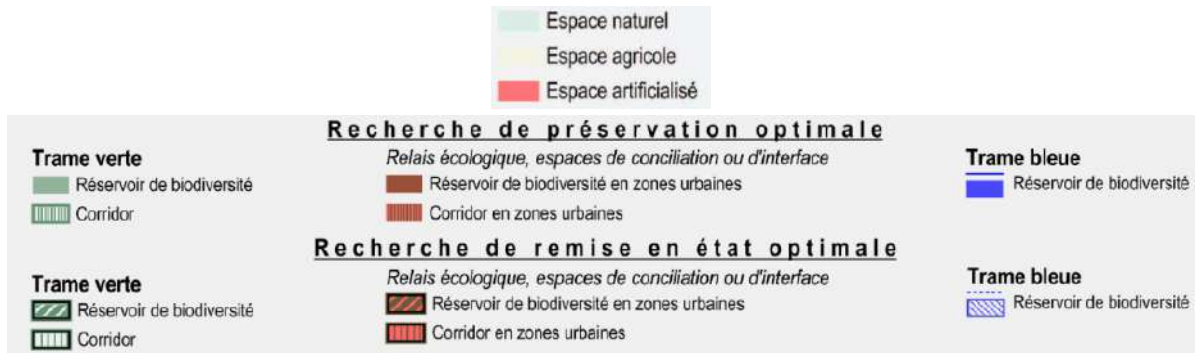 Espace naturel
Espace agricole
Espace artificialisé
Recherche de préservation optimale
Trame verte
Réservoir de biodiversité
Corridor
Relais écologique, espaces de conciliation ou d'interface
Réservoir de biodiversité en zones urbaines
Corridor en zones urbaines
Trame bleue
Réservoir de biodiversité
Recherche de remise en état optimale
Trame verte
Réservoir de biodiversité
Corridor
Relais écologique, espaces de conciliation ou d'interface
Réservoir de biodiversité en zones urbaines
Corridor en zones urbaines
Trame bleue
Réservoir de biodiversité